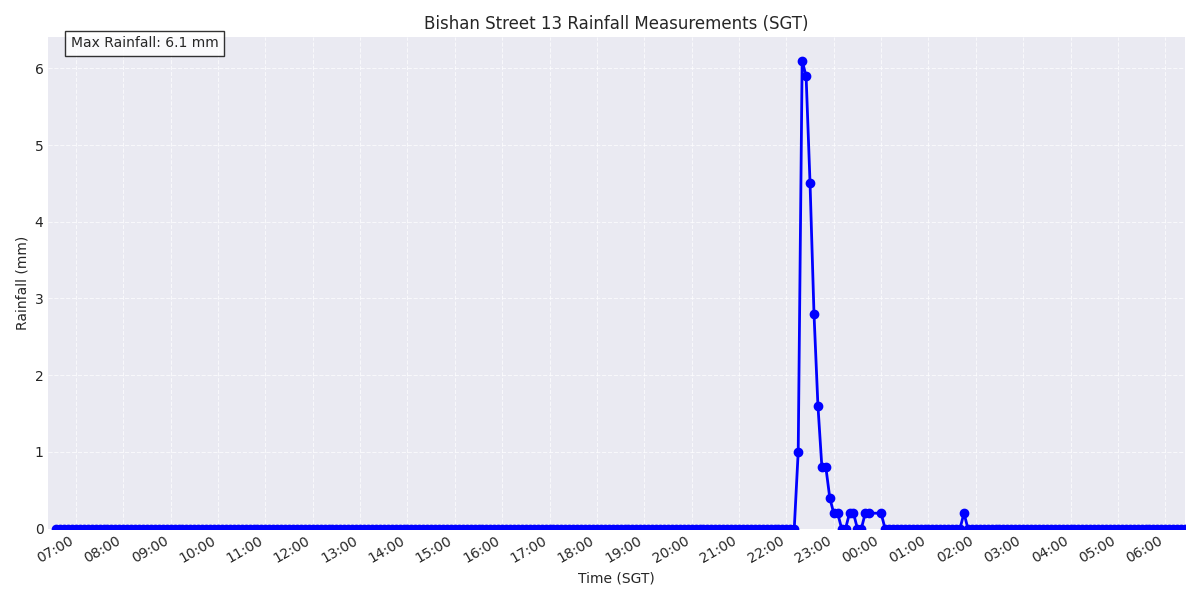 Bishan Street 13 Rainfall Measurements (SGT)
Max Rainfall: 6.1 mm
6
5
4
3
2
1
0
Rainfall (mm)
07:00 08:00 09:00 10:00 11:00 12:00 13:00 14:00 15:00 16:00 17:00 18:00 19:00 20:00 21:00 22:00 23:00 00:00 01:00 02:00 03:00 04:00 05:00 06:00
Time (SGT)